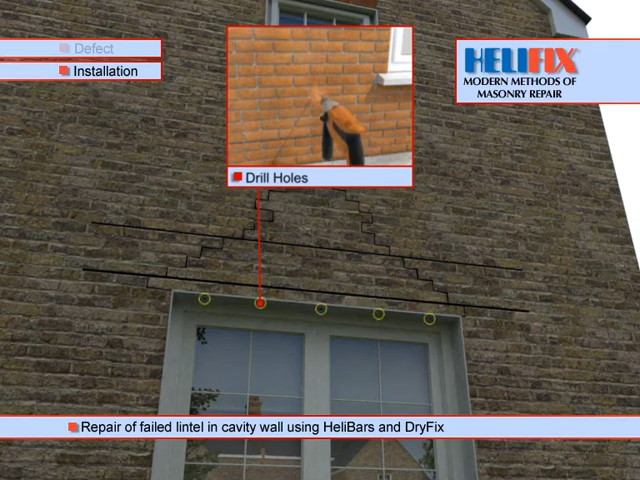 Defect
Installation
HELIFIX
MODERN METHODS OF
MASONRY REPAIR
Drill Holes
Repair of failed lintel in cavity wall using HeliBars and DryFix